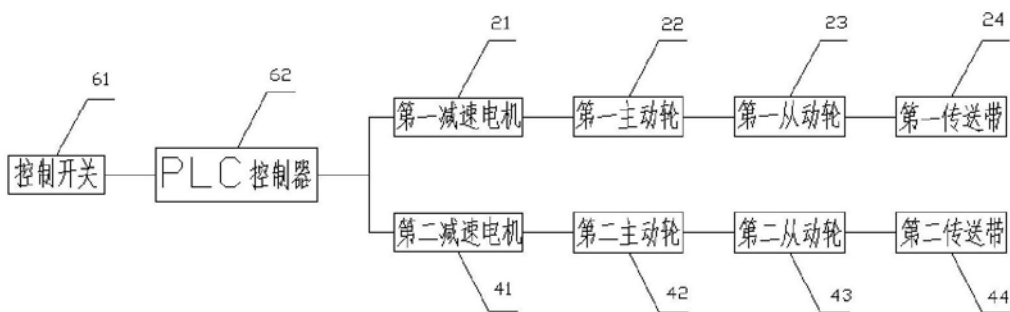 21 22 23 24
61 62
第一减速电机 第一主动轮 第一从动轮 第一传送带
控制开关 PLC控制器
第二减速电机 第二主动轮 第二从动轮 第二传送带
41 42 43 44